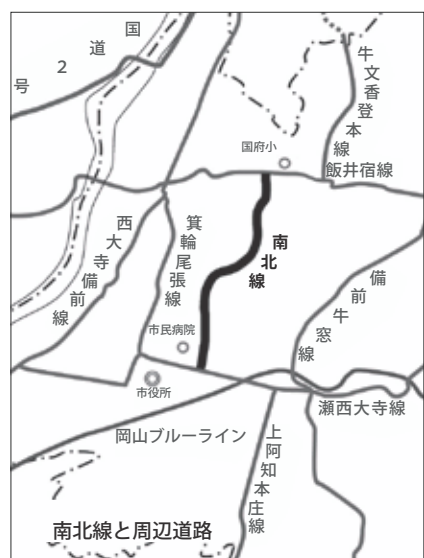 国道2号
牛文香登本線
国府小
飯井宿線
西大寺備前線
箕輪尾張線
南北線
備前牛窓線
市民病院
市役所
瀬西大寺線
岡山ブルーライン
上阿知本庄線
南北線と周辺道路